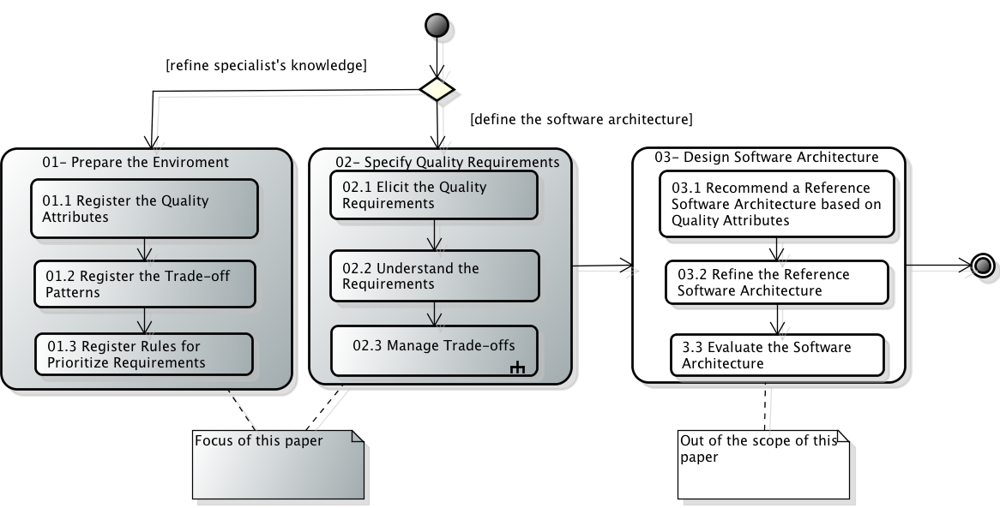 [refine specialist's knowledge]
[define the software architecture]
01- Prepare the Enviroment
01.1 Register the Quality
Attributes
01.2 Register the Trade-off
Patterns
01.3 Register Rules for
Prioritize Requirements
02- Specify Quality Requirements
02.1 Elicit the Quality
Requirements
02.2 Understand the
Requirements
02.3 Manage Trade-offs
03- Design Software Architecture
03.1 Recommend a Reference
Software Architecture based on
Quality Attributes
03.2 Refine the Reference
Software Architecture
3.3 Evaluate the Software
Architecture
Focus of this paper
Out of the scope of this
paper